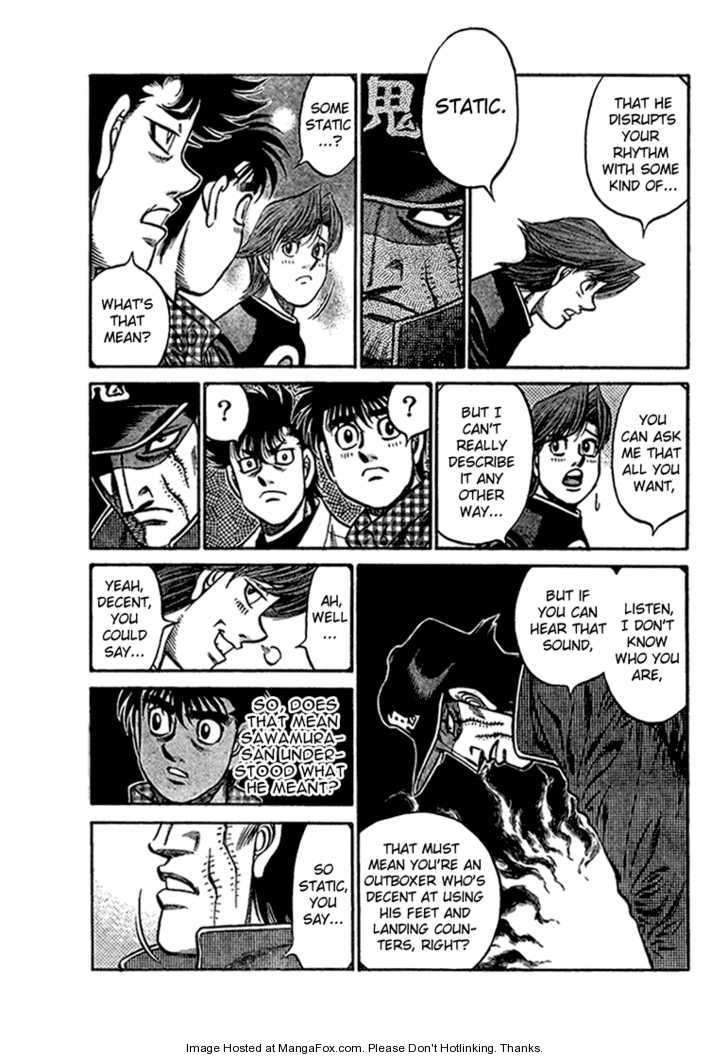 THAT HE
DISRUPTS
YOUR
RHYTHM
WITH SOME
KIND OF...
STATIC.
鬼
SOME
STATIC
...?
WHAT'S
THAT
MEAN?
YOU
CAN ASK
ME THAT
ALL YOU
WANT,
BUT I
CAN'T
REALLY
DESCRIBE
IT ANY
OTHER
WAY...
?
?
LISTEN,
I DON'T
KNOW
WHO YOU
ARE,
BUT IF
YOU CAN
HEAR THAT
SOUND,
THAT MUST
MEAN YOU'RE AN
OUTBOXER WHO'S
DECENT AT USING
HIS FEET AND
LANDING COUN-
TERS, RIGHT?
AH,
WELL
...
YEAH,
DECENT,
YOU
COULD
SAY...
SO, DOES
THAT MEAN
SAWAMURA-
SAN UNDER-
STOOD WHAT
HE MEANT?
SO
STATIC,
YOU
SAY...
Image Hosted at MangaFox.com. Please Don't Hotlinking. Thanks.